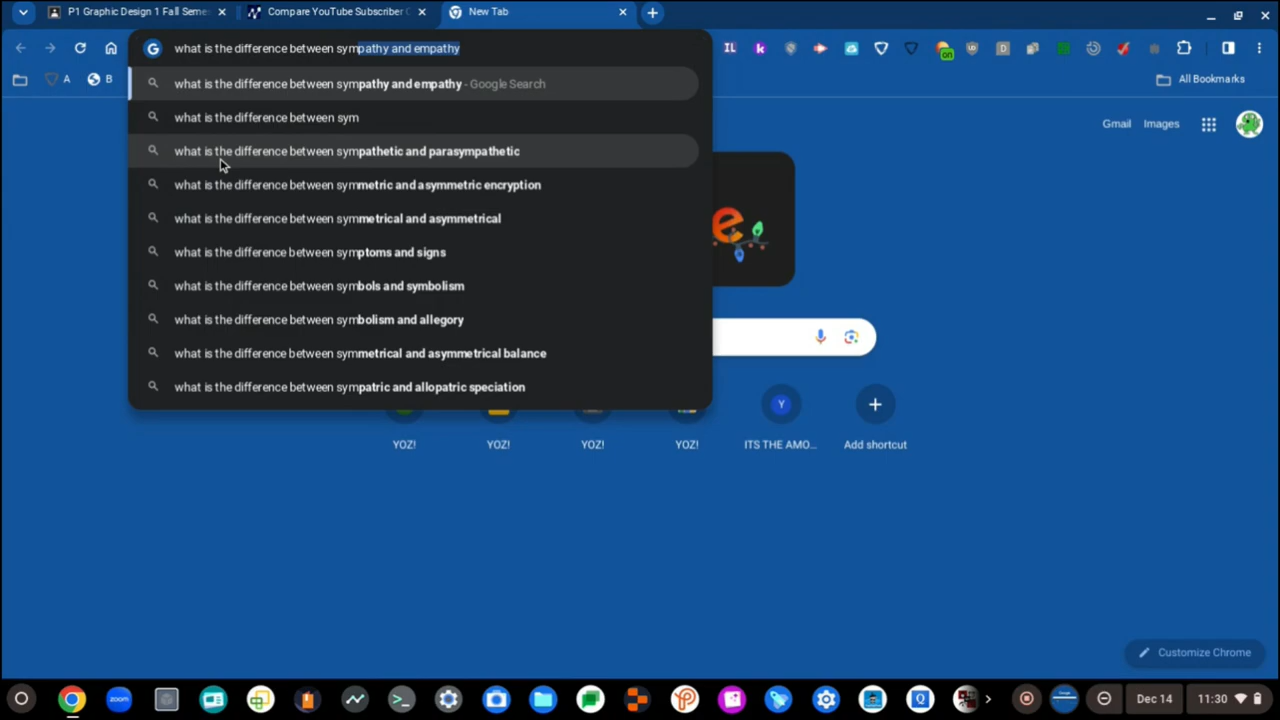 P1 Graphic Design 1 Fall Seme
Compare YouTube Subscriber C
New Tab
what is the difference between sympathy and empathy
IL
k
D
on
A
B
All Bookmarks
what is the difference between sympathy and empathy - Google Search
what is the difference between sym
what is the difference between sympathetic and parasympathetic
what is the difference between symmetric and asymmetric encryption
what is the difference between symmetrical and asymmetrical
what is the difference between symptoms and signs
what is the difference between symbols and symbolism
what is the difference between symbolism and allegory
what is the difference between symmetrical and asymmetrical balance
what is the difference between sympatric and allopatric speciation
Gmail
Images
e
Y
YOZ!
YOZ!
YOZ!
YOZ!
ITS THE AMO...
Add shortcut
Customize Chrome
zoom
Q
Dec 14
11:30